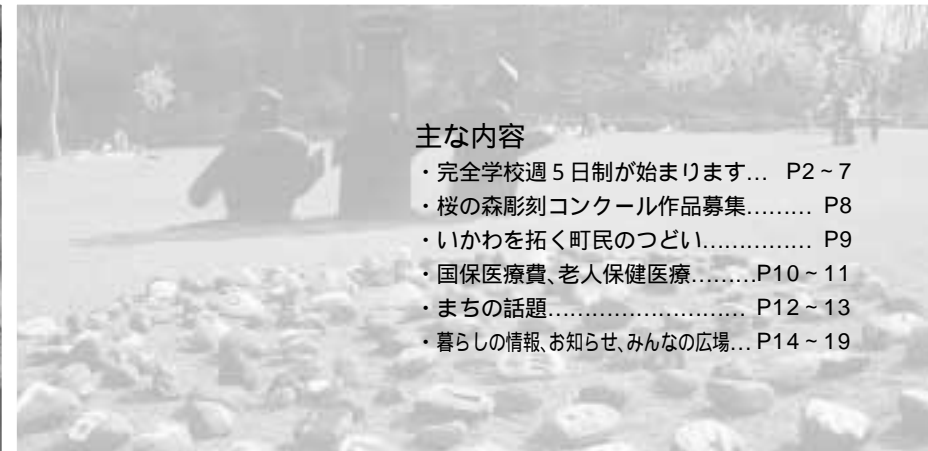 主な内容
・完全学校週５日制が始まります… P2～7
・桜の森彫刻コンクール作品募集……… P8
・いかわを拓く町民のつどい…………… P9
・国保医療費、老人保健医療………P10～11
・まちの話題……………………… P12～13
・暮らしの情報、お知らせ、みんなの広場… P14～19